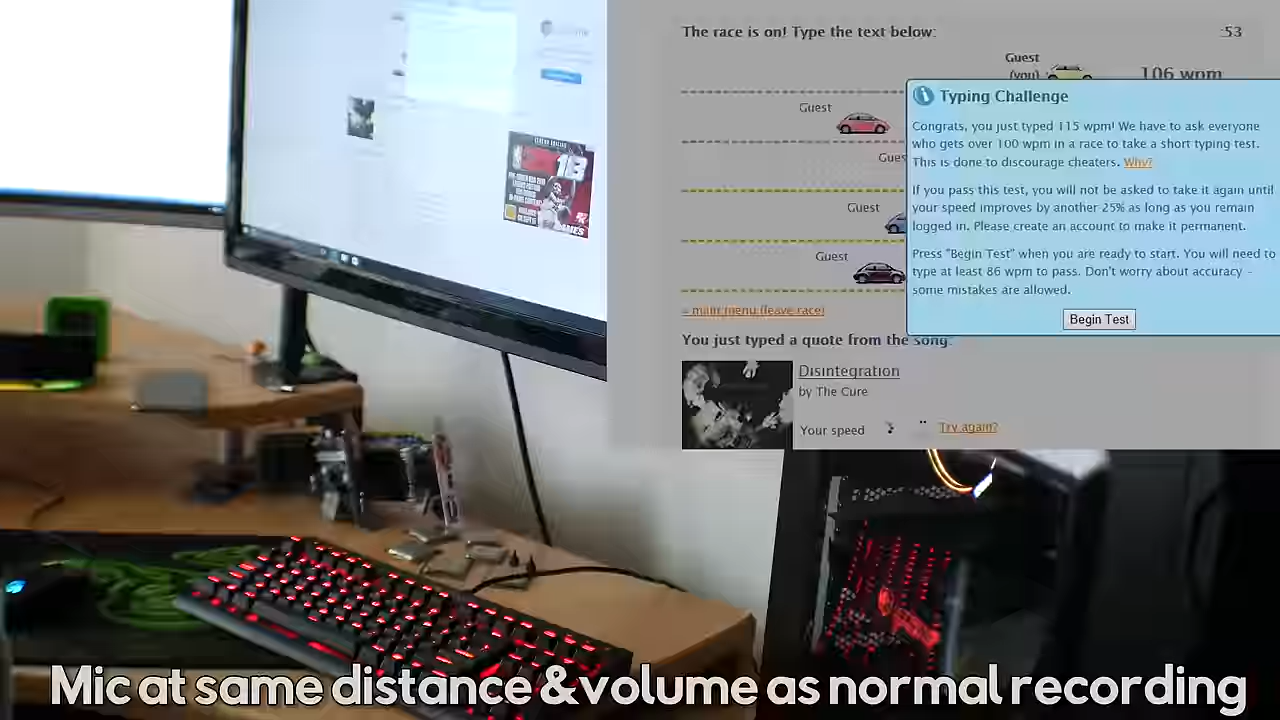 The race is on! Type the text below:
:53
Guest
(you)
106 wpm
Guest
Gues
Guest
Guest
« main menu (leave race)
You just typed a quote from the song:
Disintegration
by The Cure
Your speed
Try again?
Typing Challenge
Congrats, you just typed 115 wpm! We have to ask everyone
who gets over 100 wpm in a race to take a short typing test.
This is done to discourage cheaters. Why?
If you pass this test, you will not be asked to take it again until
your speed improves by another 25% as long as you remain
logged in. Please create an account to make it permanent.
Press "Begin Test" when you are ready to start. You will need to
type at least 86 wpm to pass. Don't worry about accuracy -
some mistakes are allowed.
Begin Test
18
GAMES
Mic at same distance & volume as normal recording